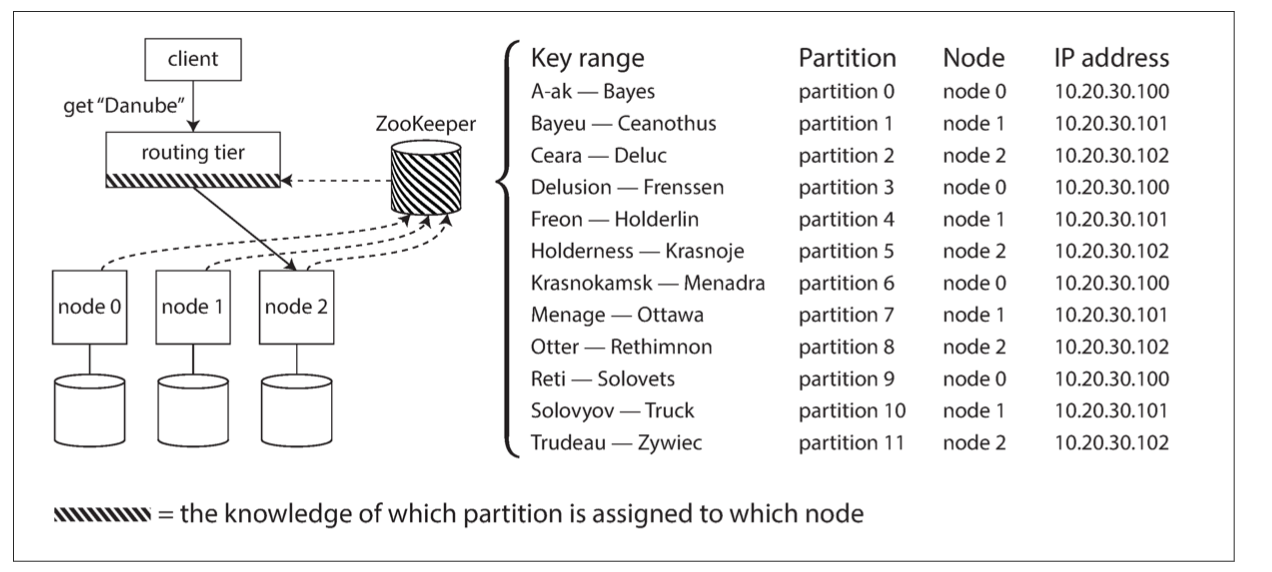 client
get “Danube”
routing tier
ZooKeeper
node 0 node 1 node 2
Key range Partition Node IP address
A-ak — Bayes partition 0 node 0 10.20.30.100
Bayeu — Ceanothus partition 1 node 1 10.20.30.101
Ceara — Deluc partition 2 node 2 10.20.30.102
Delusion — Frenssen partition 3 node 0 10.20.30.100
Freon — Holderlin partition 4 node 1 10.20.30.101
Holderness — Krasnoje partition 5 node 2 10.20.30.102
Krasnokamsk — Menadra partition 6 node 0 10.20.30.100
Menage — Ottawa partition 7 node 1 10.20.30.101
Otter — Rethimnon partition 8 node 2 10.20.30.102
Reti — Solovets partition 9 node 0 10.20.30.100
Solovyov — Truck partition 10 node 1 10.20.30.101
Trudeau — Zywiec partition 11 node 2 10.20.30.102
= the knowledge of which partition is assigned to which node